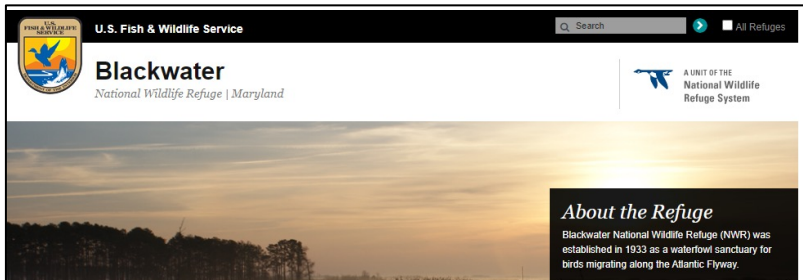 U.S.
FISH & WILDLIFE
SERVICE
U.S. Fish & Wildlife Service
Search
All Refuges
Blackwater
National Wildlife Refuge | Maryland
A UNIT OF THE
National Wildlife
Refuge System
About the Refuge
Blackwater National Wildlife Refuge (NWR) was
established in 1933 as a waterfowl sanctuary for
birds migrating along the Atlantic Flyway.